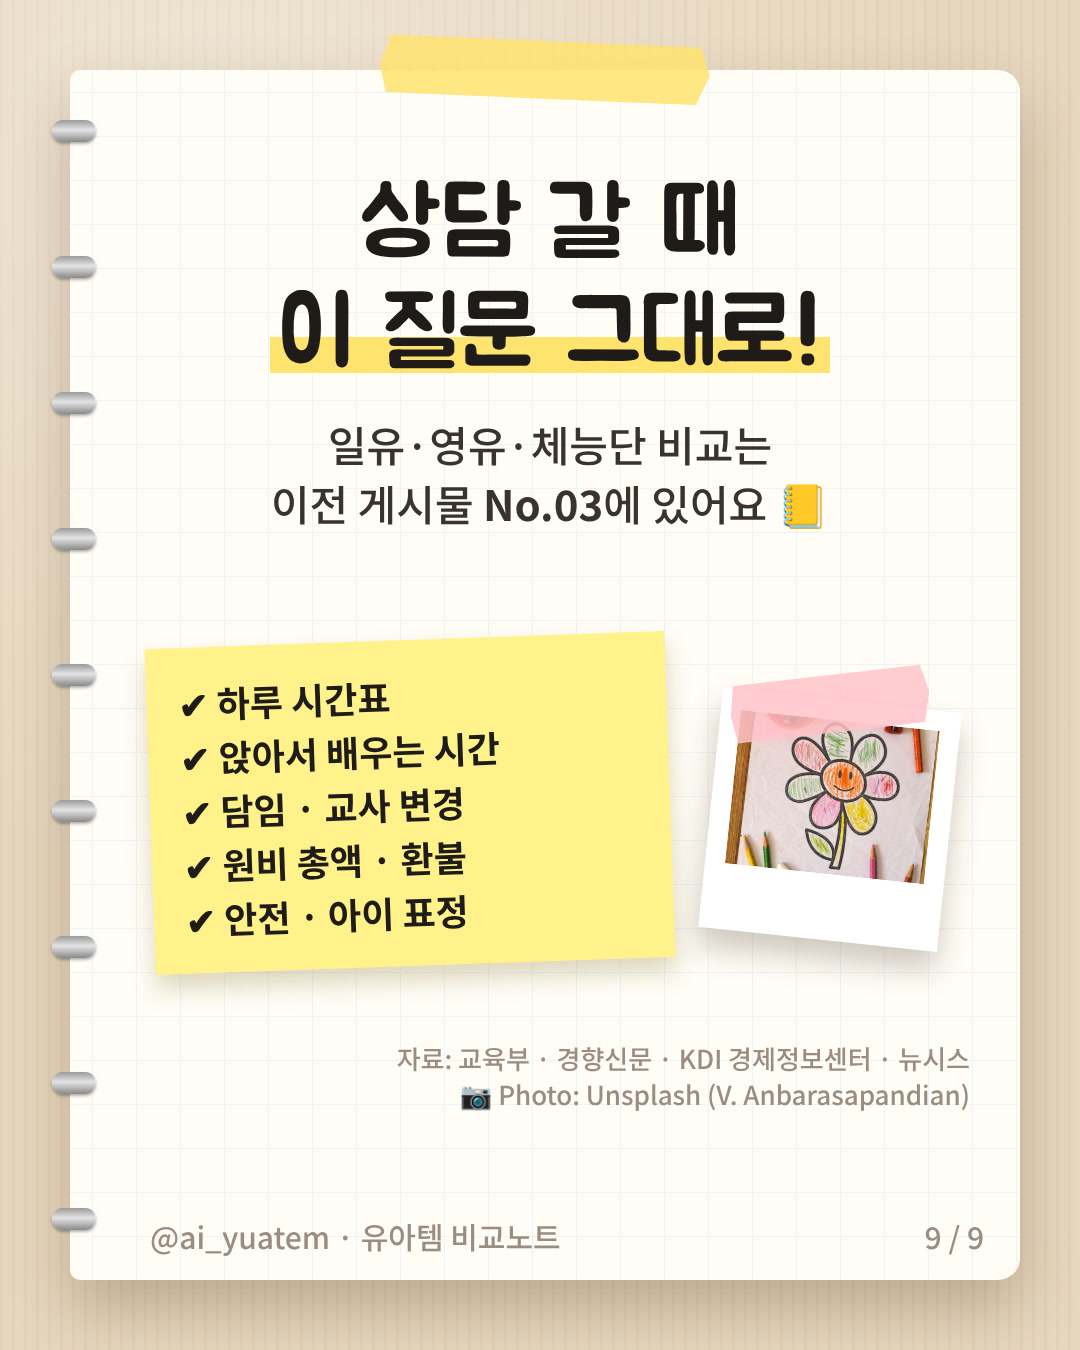 상담 갈 때
이 질문 그대로!
일유·영유·체능단 비교는
이전 게시물 No.03에 있어요 📒
✔ 하루 시간표
✔ 앉아서 배우는 시간
✔ 담임 · 교사 변경
✔ 원비 총액 · 환불
✔ 안전 · 아이 표정
자료: 교육부 · 경향신문 · KDI 경제정보센터 · 뉴시스
📷 Photo: Unsplash (V. Anbarasapandian)
@ai_yuatem · 유아템 비교노트
9 / 9